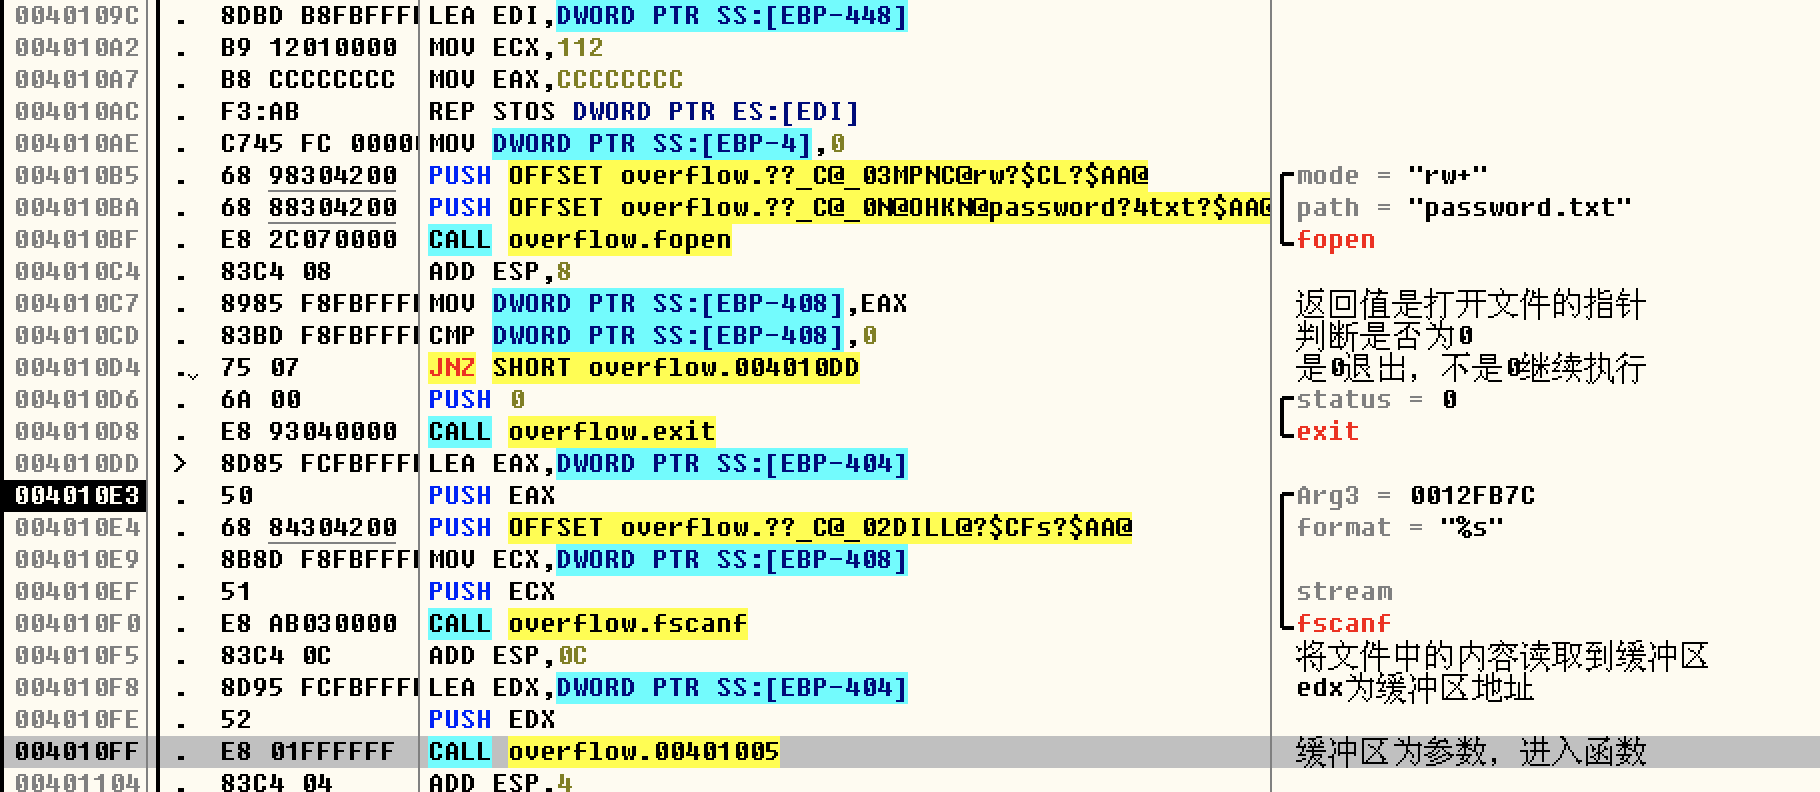 0040109C . 8DBD B8FBFFFI LEA EDI,DWORD PTR SS:[EBP-448]
004010A2 . B9 12010000 MOV ECX,112
004010A7 . B8 CCCCCCCC MOV EAX,CCCCCCCC
004010AC . F3:AB REP STOS DWORD PTR ES:[EDI]
004010AE . C745 FC 0000 MOV DWORD PTR SS:[EBP-4],0
004010B5 . 68 98304200 PUSH OFFSET overflow.??_C@_03MPNC@rw?$CL?$AA@ mode = "rw+"
004010BA . 68 88304200 PUSH OFFSET overflow.??_C@_0N@OHKN@password?4txt?$AA@ path = "password.txt"
004010BF . E8 2C070000 CALL overflow.fopen fopen
004010C4 . 83C4 08 ADD ESP,8
004010C7 . 8985 F8FBFFFI MOV DWORD PTR SS:[EBP-408],EAX 返回值是打开文件的指针
004010CD . 83BD F8FBFFFI CMP DWORD PTR SS:[EBP-408],0 判断是否为0
004010D4 .⌄ 75 07 JNZ SHORT overflow.004010DD 是0退出，不是0继续执行
004010D6 . 6A 00 PUSH 0 status = 0
004010D8 . E8 93040000 CALL overflow.exit exit
004010DD > 8D85 FCFBFFFI LEA EAX,DWORD PTR SS:[EBP-404]
004010E3 . 50 PUSH EAX Arg3 = 0012FB7C
004010E4 . 68 84304200 PUSH OFFSET overflow.??_C@_02DILL@?$CFs?$AA@ format = "%s"
004010E9 . 8B8D F8FBFFFI MOV ECX,DWORD PTR SS:[EBP-408]
004010EF . 51 PUSH ECX stream
004010F0 . E8 AB030000 CALL overflow.fscanf fscanf
004010F5 . 83C4 0C ADD ESP,0C 将文件中的内容读取到缓冲区
004010F8 . 8D95 FCFBFFFI LEA EDX,DWORD PTR SS:[EBP-404] edx为缓冲区地址
004010FE . 52 PUSH EDX
004010FF . E8 01FFFFFF CALL overflow.00401005 缓冲区为参数，进入函数
00401104 . 83C4 04 ADD ESP,4